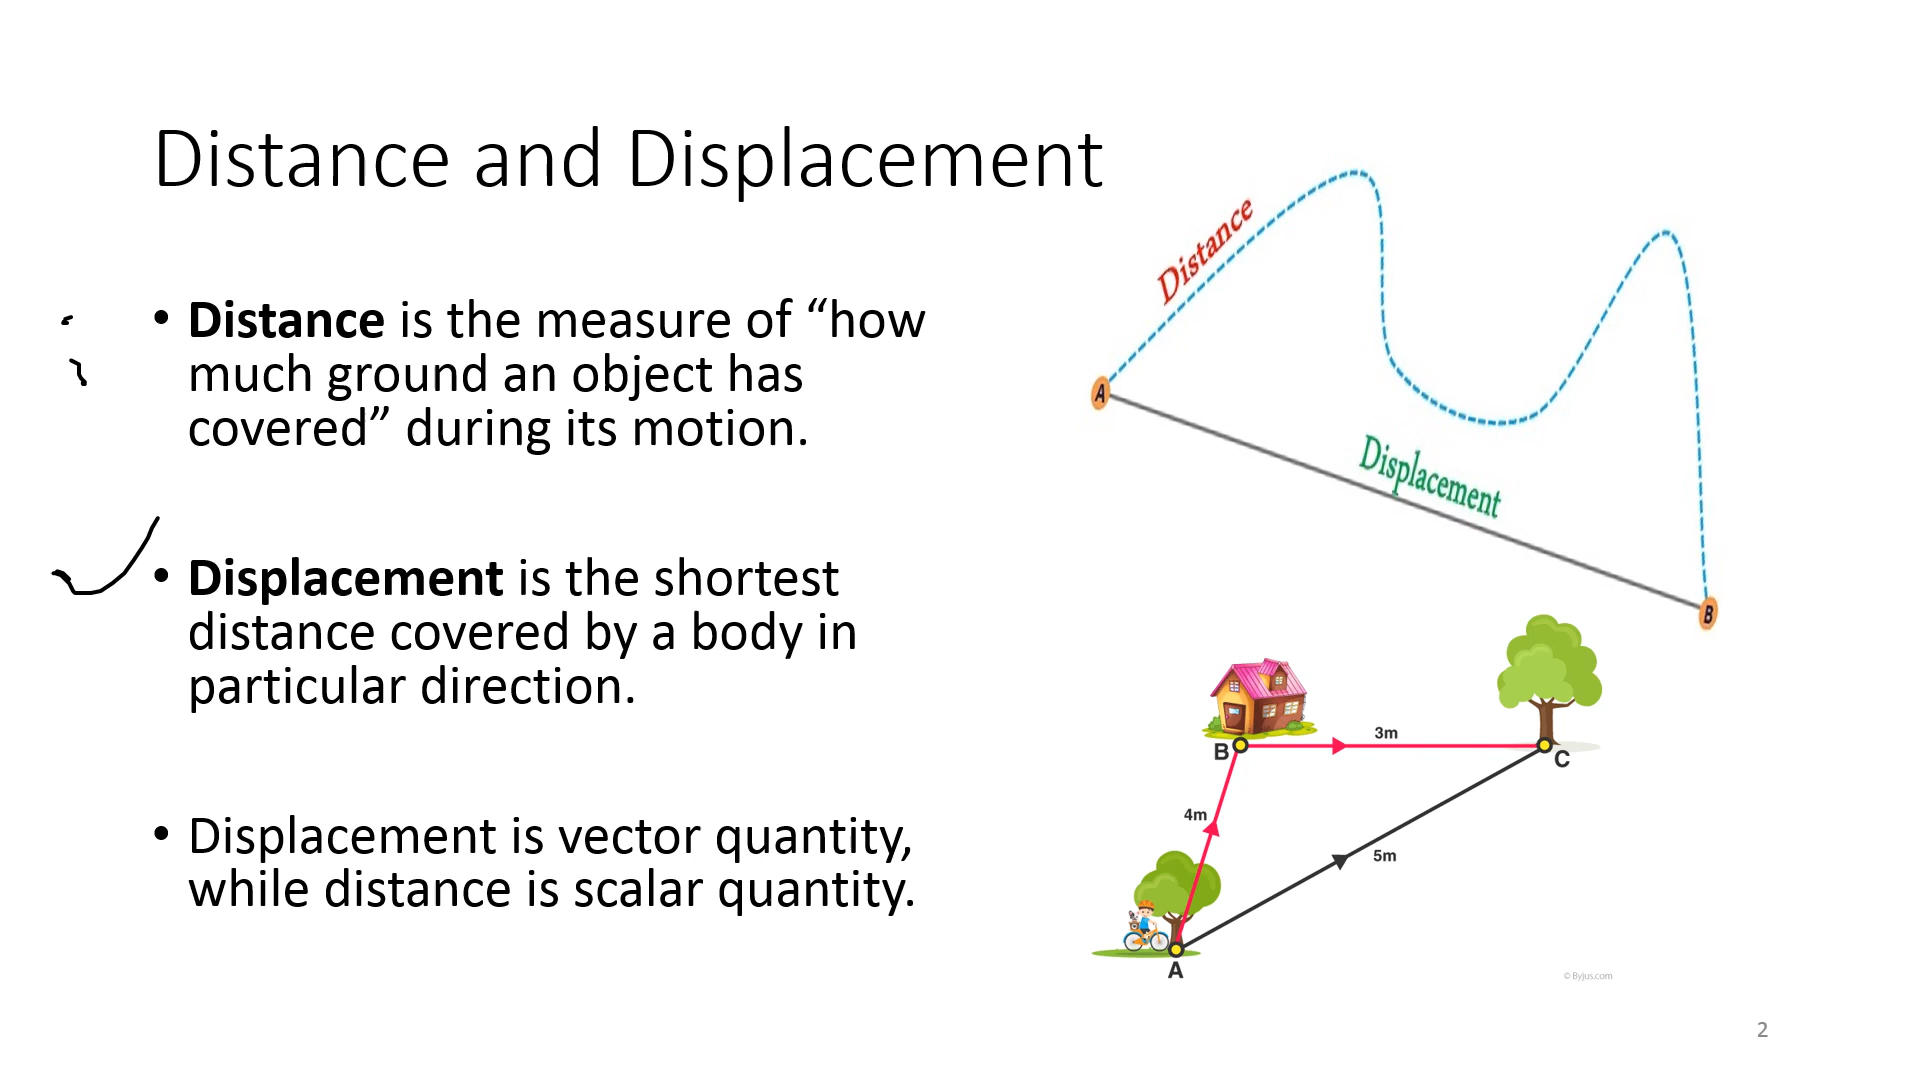 Distance and Displacement
• Distance is the measure of “how
much ground an object has
covered” during its motion.
• Displacement is the shortest
distance covered by a body in
particular direction.
• Displacement is vector quantity,
while distance is scalar quantity.
Distance
A
Displacement
B
B
3m
C
4m
5m
A
© Byjus.com
2